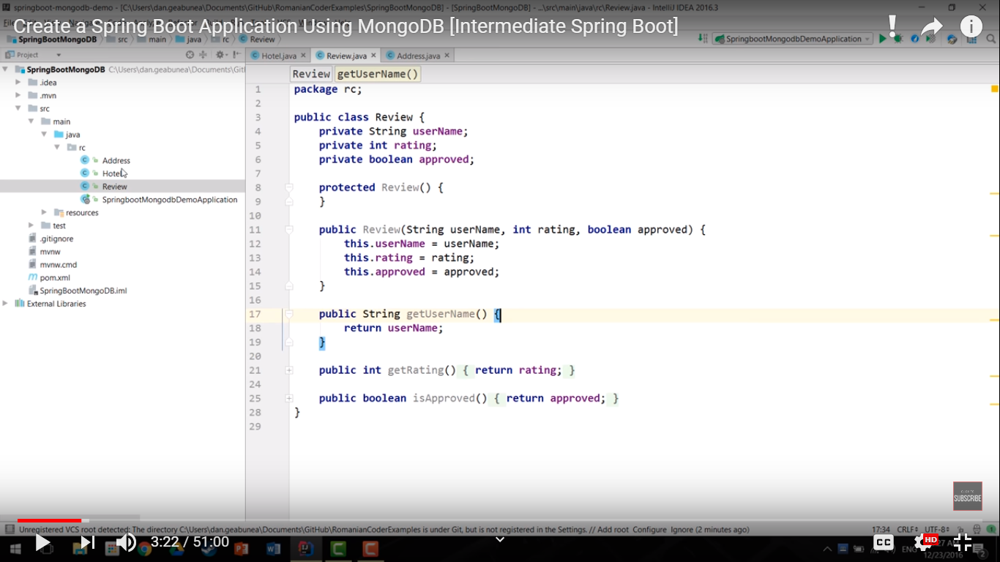 springboot-mongodb-demo - [C:\Users\dan.geabunea\Documents\GitHub\RomanianCoderExamples\SpringBootMongoDB] - [SpringBootMongoDB] - ...\src\main\java\rc\Review.java - IntelliJ IDEA 2016.3
Create a Spring Boot Application Using MongoDB [Intermediate Spring Boot]
SpringBootMongoDB src main java rc Review
SpringbootMongodbDemoApplication
Project
Hotel.java
Review.java
Address.java
SpringBootMongoDB C:\Users\dan.geabunea\Documents\Git
.idea
.mvn
src
main
java
rc
Address
Hotel
Review
SpringbootMongodbDemoApplication
resources
test
.gitignore
mvnw
mvnw.cmd
pom.xml
SpringBootMongoDB.iml
External Libraries
Review getUserName()
1 package rc;
2
3 public class Review {
4 private String userName;
5 private int rating;
6 private boolean approved;
7
8 protected Review() {
9 }
10
11 public Review(String userName, int rating, boolean approved) {
12 this.userName = userName;
13 this.rating = rating;
14 this.approved = approved;
15 }
16
17 public String getUserName() {
18 return userName;
19 }
20
21 public int getRating() { return rating; }
24
25 public boolean isApproved() { return approved; }
28 }
29
SUBSCRIBE
Unregistered VCS root detected: The directory C:\Users\dan.geabunea\Documents\GitHub\RomanianCoderExamples is under Git, but is not registered in the Settings. // Add root Configure Ignore (2 minutes ago)
17:34 CRLF UTF-8
3:22 / 51:00
CC
HD
ENG
AM
12/23/2016